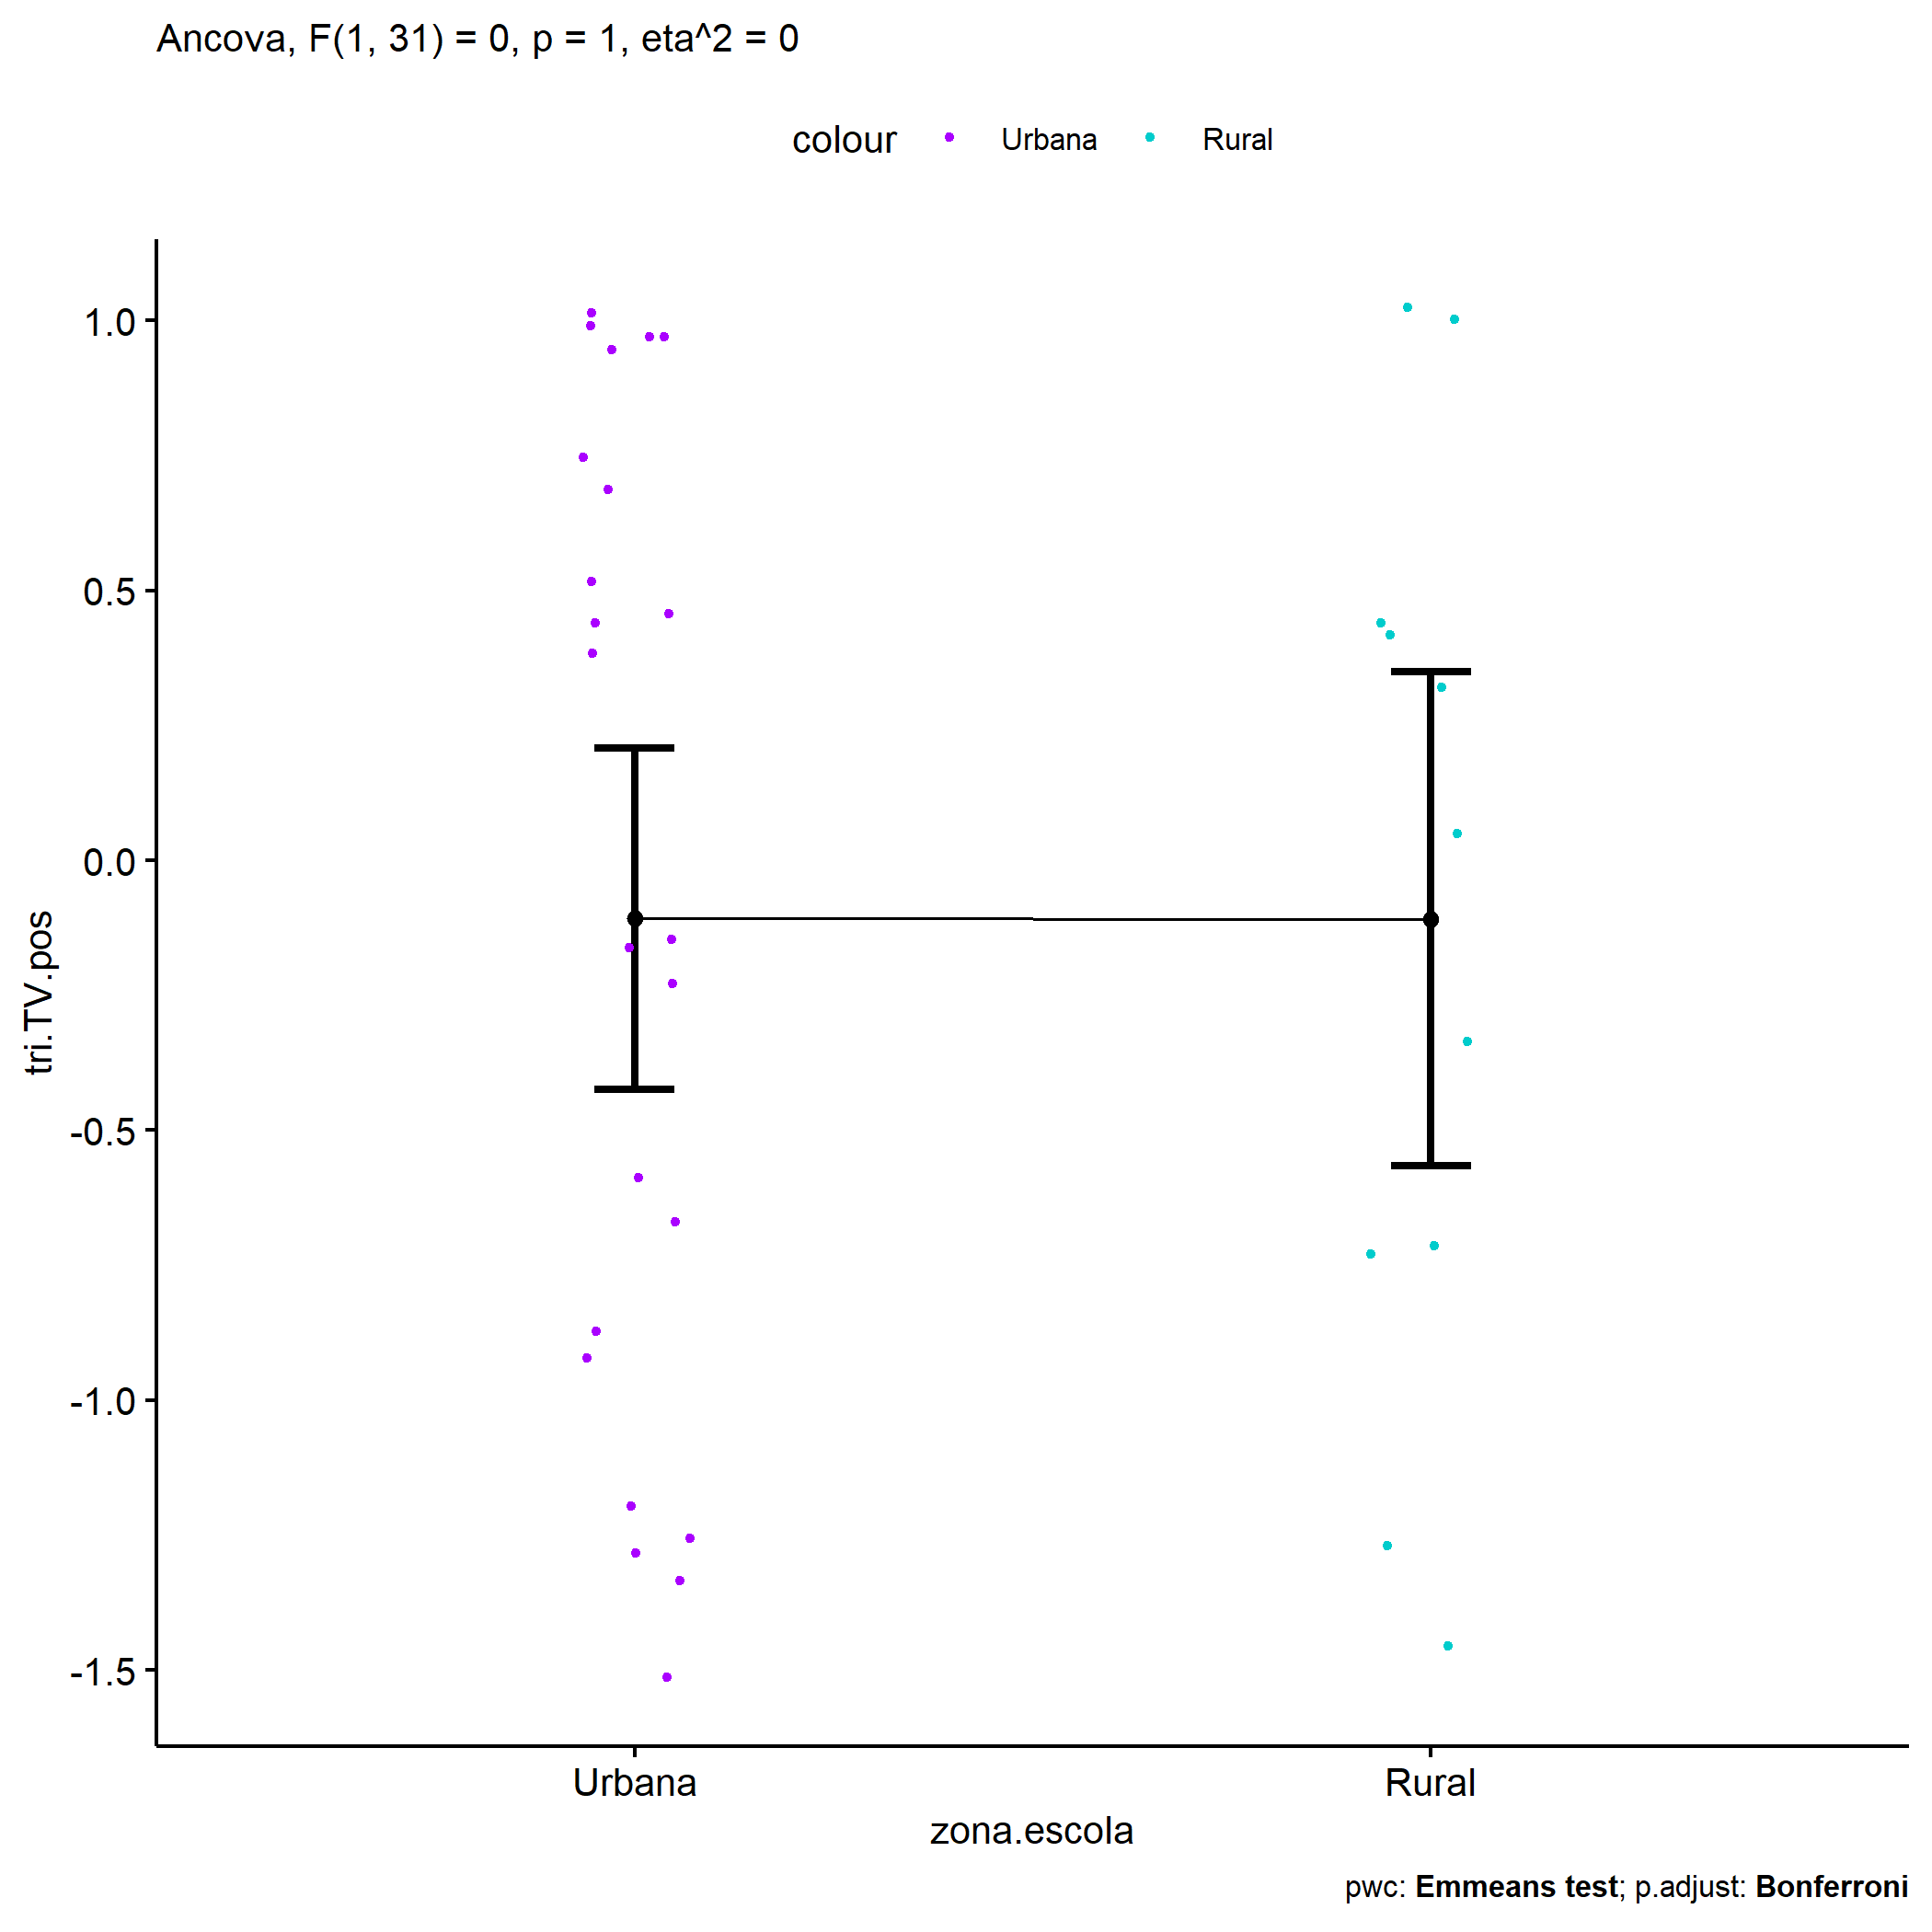 Ancova, F(1, 31) = 0, p = 1, eta^2 = 0
colour Urbana Rural
1.0
0.5
0.0
-0.5
-1.0
-1.5
tri.TV.pos
Urbana Rural
zona.escola
pwc: Emmeans test; p.adjust: Bonferroni